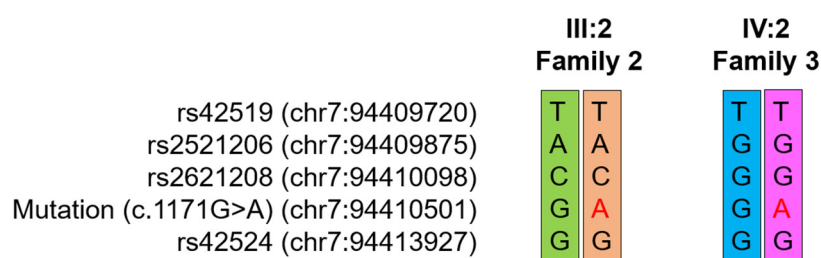 III:2 IV:2
Family 2 Family 3
rs42519 (chr7:94409720) T T T T
rs2521206 (chr7:94409875) A A G G
rs2621208 (chr7:94410098) C C G G
Mutation (c.1171G>A) (chr7:94410501) G A G A
rs42524 (chr7:94413927) G G G G